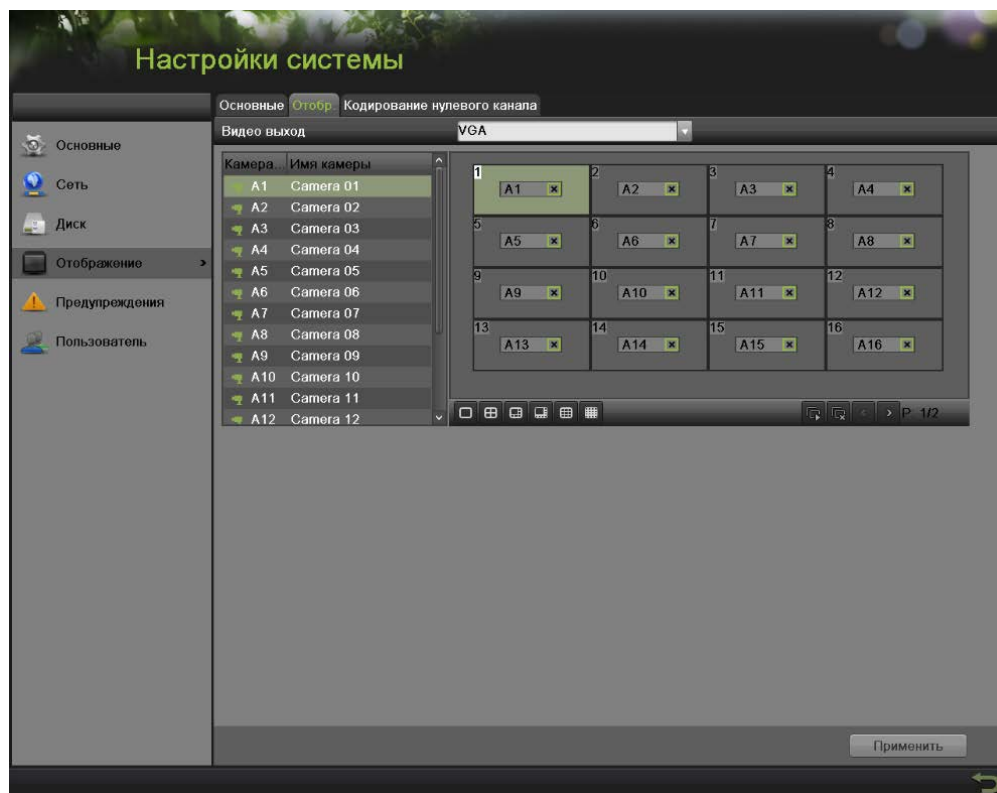 Настройки системы
Основные Отобр. Кодирование нулевого канала
Видео выход VGA
Основные
Сеть
Диск
Отображение >
Предупреждения
Пользователь
Камера... Имя камеры
A1 Camera 01
A2 Camera 02
A3 Camera 03
A4 Camera 04
A5 Camera 05
A6 Camera 06
A7 Camera 07
A8 Camera 08
A9 Camera 09
A10 Camera 10
A11 Camera 11
A12 Camera 12
1 2 3 4
A1 A2 A3 A4
5 6 7 8
A5 A6 A7 A8
9 10 11 12
A9 A10 A11 A12
13 14 15 16
A13 A14 A15 A16
P. 1/2
Применить